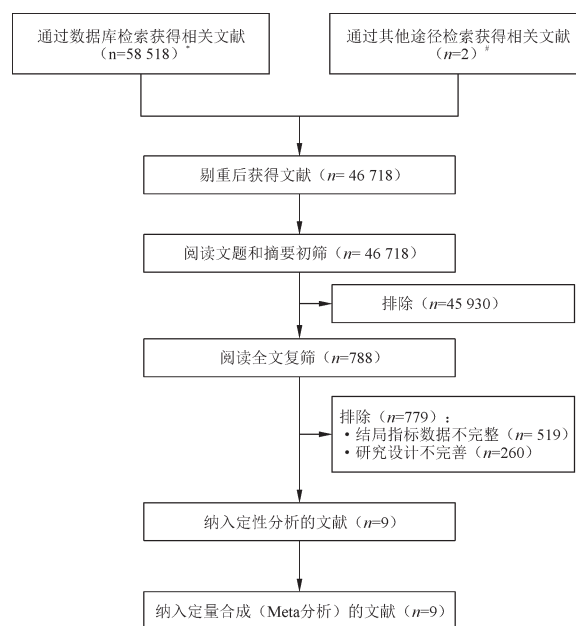 通过数据库检索获得相关文献
（n=58 518）*
通过其他途径检索获得相关文献
（n=2）#
剔重后获得文献（n= 46 718）
阅读文题和摘要初筛（n= 46 718）
排除（n=45 930）
阅读全文复筛（n=788）
排除（n=779）：
• 结局指标数据不完整（n= 519）
• 研究设计不完善（n=260）
纳入定性分析的文献（n=9）
纳入定量合成（Meta分析）的文献（n=9）